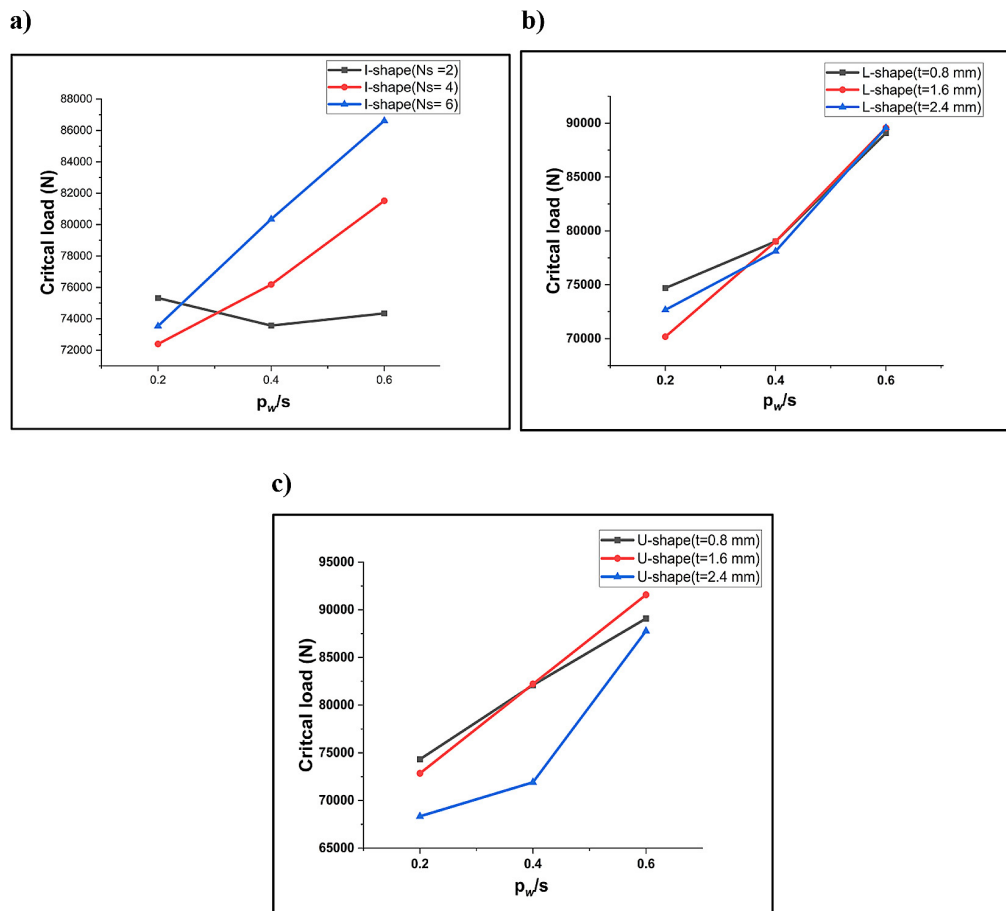 a)
I-shape(Ns =2)
I-shape(Ns= 4)
I-shape(Ns= 6)
88000
86000
84000
82000
80000
78000
76000
74000
72000
Critcal load (N)
0.2 0.4 0.6
pw/s
b)
L-shape(t=0.8 mm)
L-shape(t=1.6 mm)
L-shape(t=2.4 mm)
90000
85000
80000
75000
70000
Critcal load (N)
0.2 0.4 0.6
pw/s
c)
U-shape(t=0.8 mm)
U-shape(t=1.6 mm)
U-shape(t=2.4 mm)
95000
90000
85000
80000
75000
70000
65000
Critcal load (N)
0.2 0.4 0.6
pw/s